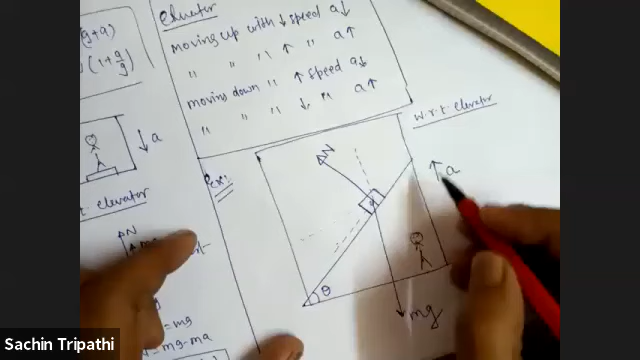 (g+a)
(1+a/g)
↓a
elevator
N
=mg
=mg-ma
Elevator
moving up with ↓ speed a↓
" " " ↑ " a↑
moving down " ↑ speed a↓
" " " ↓ " a↑
w.r.t. elevator
ex:
N
↑a
θ
mg
Sachin Tripathi